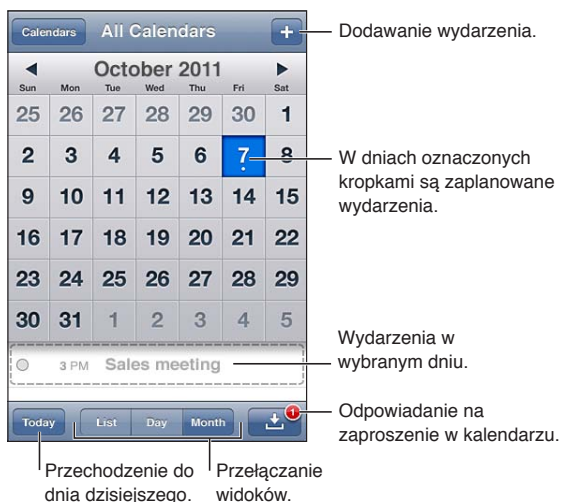 Calendars All Calendars +
Dodawanie wydarzenia.
October 2011
Sun Mon Tue Wed Thu Fri Sat
25 26 27 28 29 30 1
2 3 4 5 6 7 8
W dniach oznaczonych
kropkami są zaplanowane
wydarzenia.
9 10 11 12 13 14 15
16 17 18 19 20 21 22
23 24 25 26 27 28 29
30 31 1 2 3 4 5
3 PM Sales meeting
Wydarzenia w
wybranym dniu.
Today List Day Month 1
Odpowiadanie na
zaproszenie w kalendarzu.
Przechodzenie do
dnia dzisiejszego.
Przełączanie
widoków.